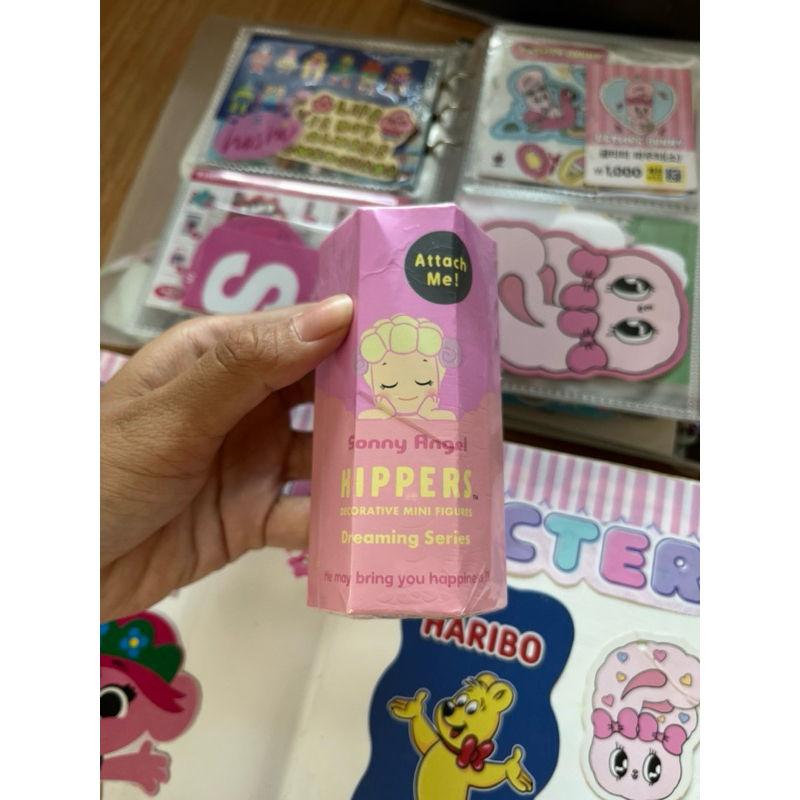 Attach
Me!
Sonny Angel
HIPPERS
DECORATIVE MINI FIGURES
Dreaming Series
He may bring you happiness.
₩1,000
S
CTER
HARIBO